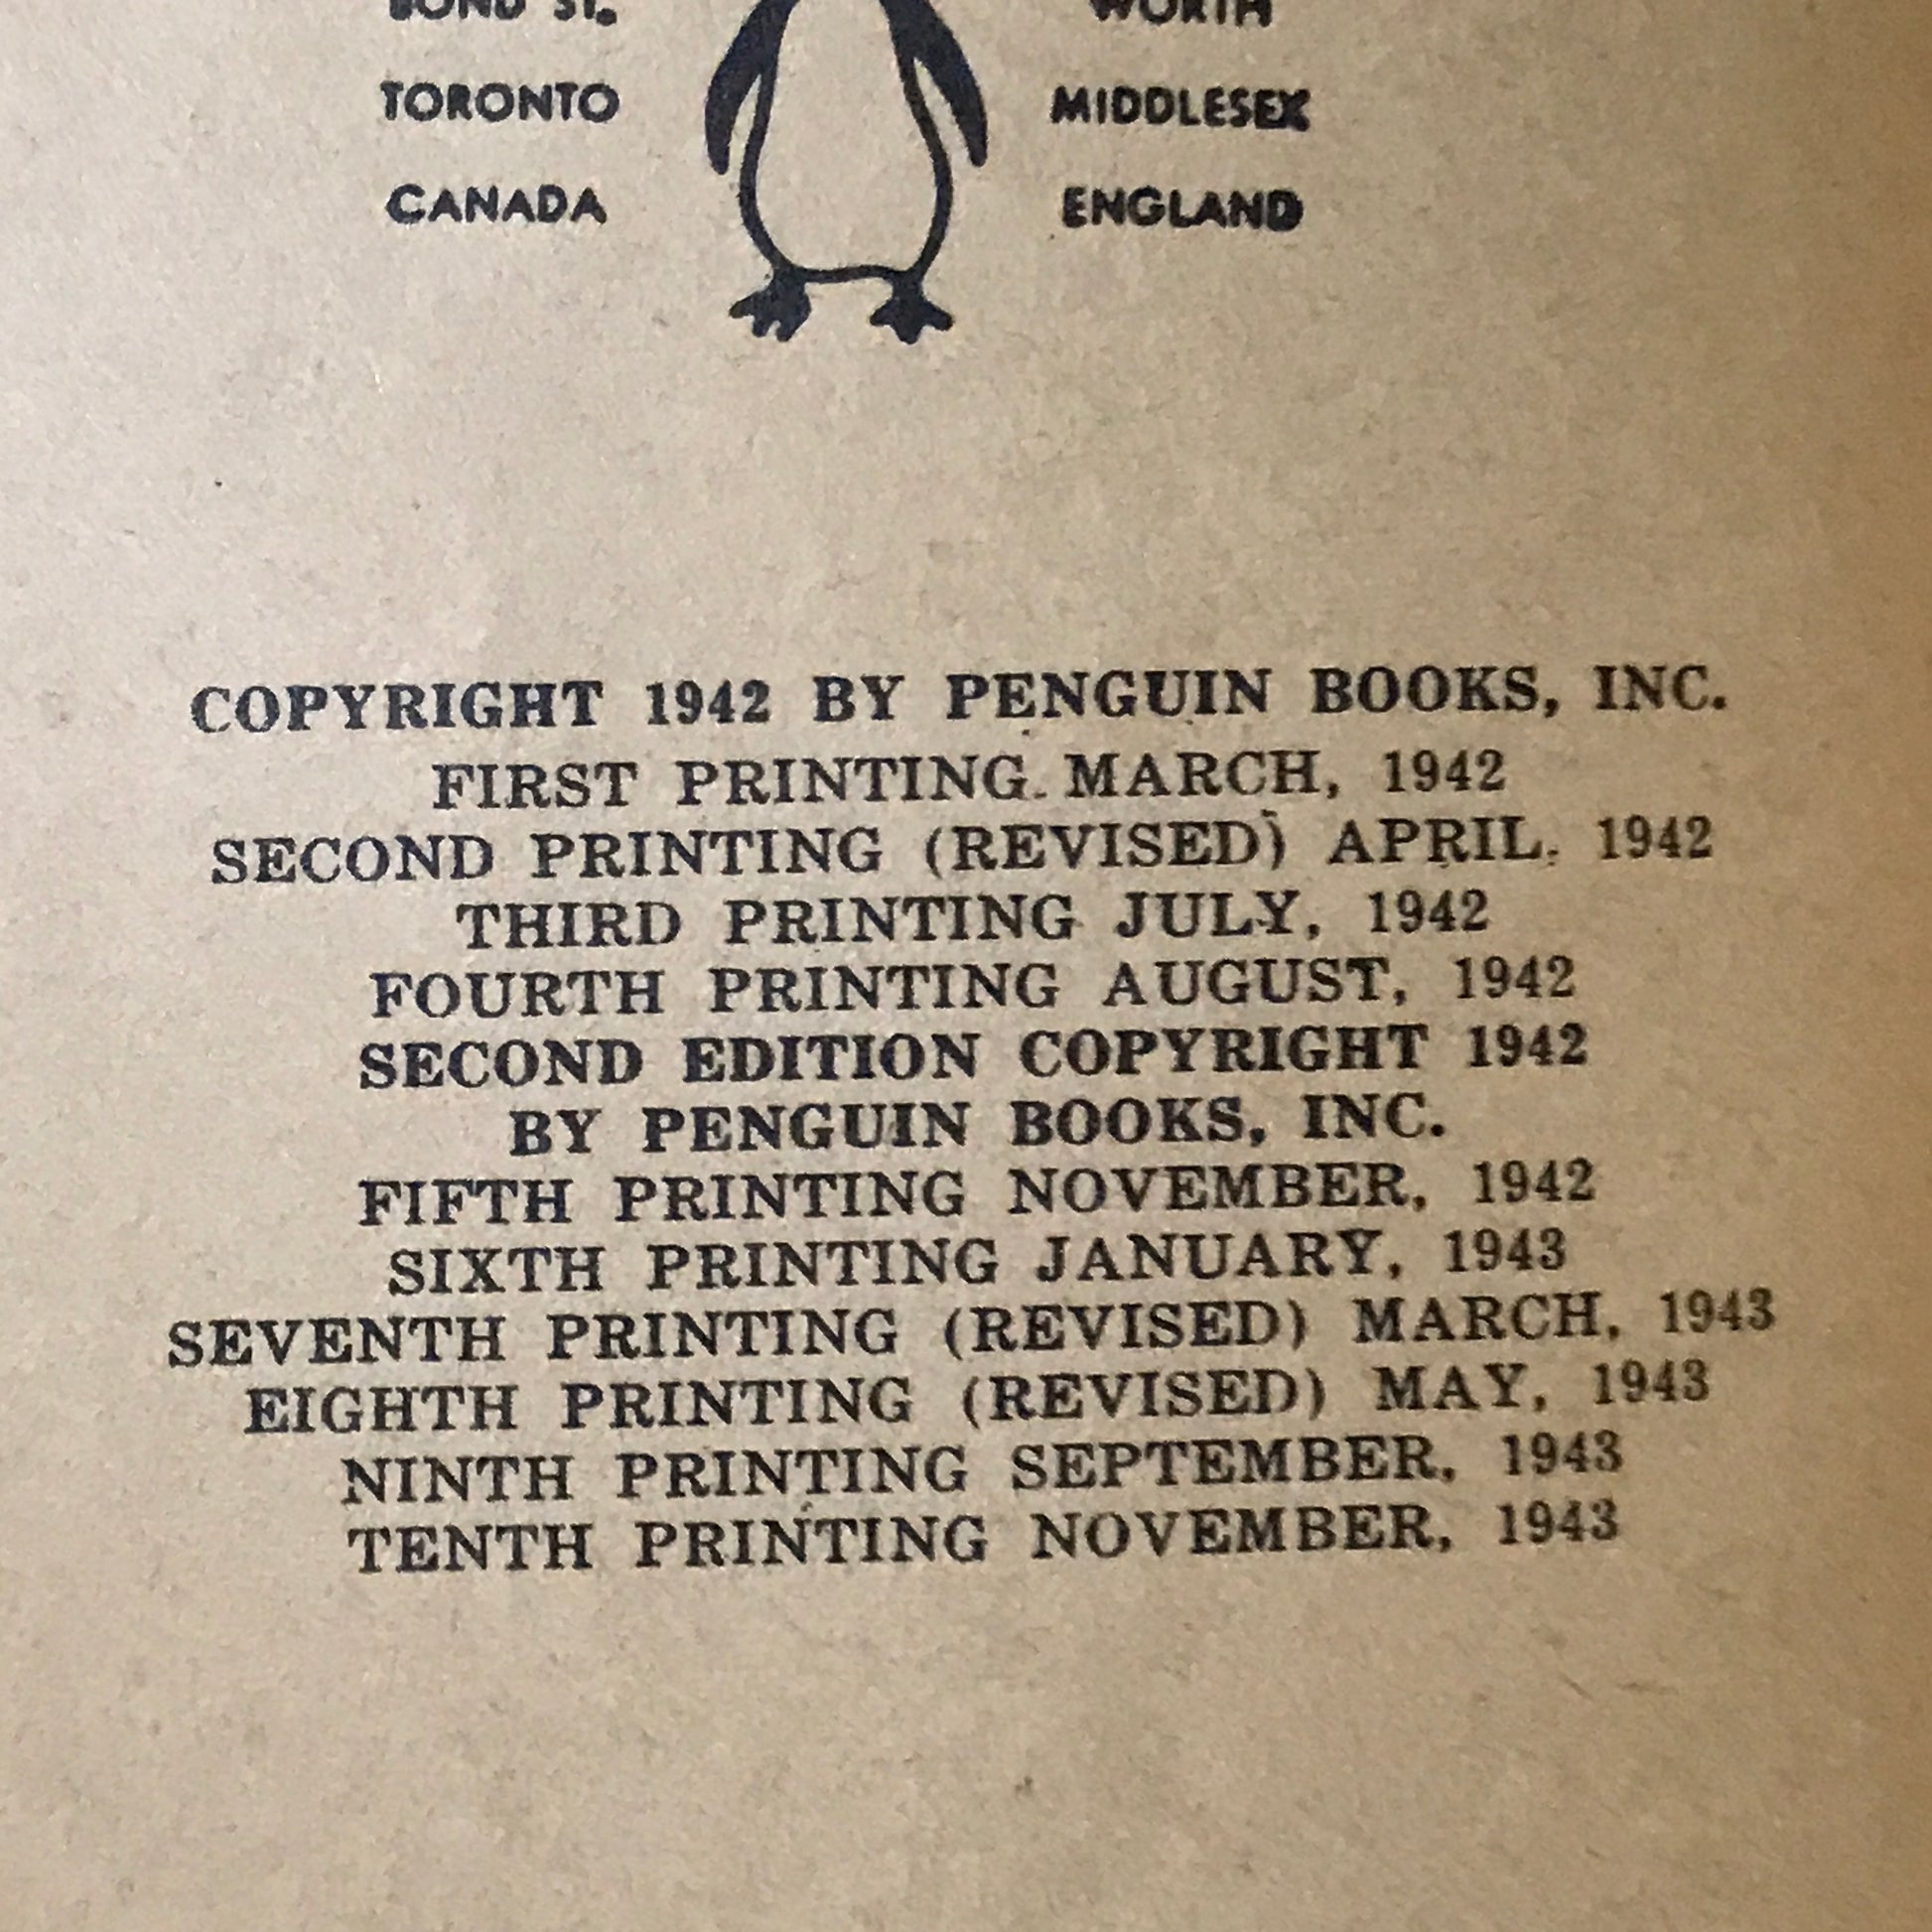 BOND ST.
WORTH
TORONTO
MIDDLESEX
CANADA
ENGLAND
COPYRIGHT 1942 BY PENGUIN BOOKS, INC.
FIRST PRINTING MARCH, 1942
SECOND PRINTING (REVISED) APRIL, 1942
THIRD PRINTING JULY, 1942
FOURTH PRINTING AUGUST, 1942
SECOND EDITION COPYRIGHT 1942
BY PENGUIN BOOKS, INC.
FIFTH PRINTING NOVEMBER, 1942
SIXTH PRINTING JANUARY, 1943
SEVENTH PRINTING (REVISED) MARCH, 1943
EIGHTH PRINTING (REVISED) MAY, 1943
NINTH PRINTING SEPTEMBER, 1943
TENTH PRINTING NOVEMBER, 1943